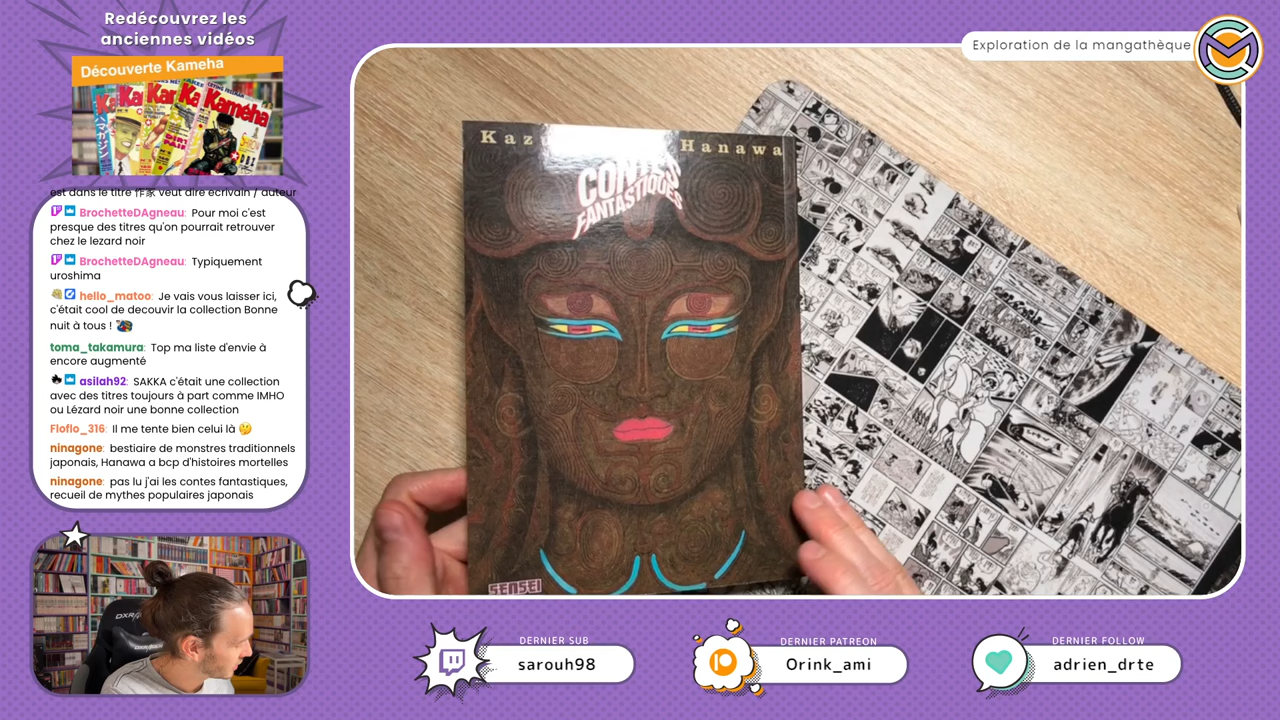 Redécouvrez les
anciennes vidéos
Découverte Kameha
Kaméha
est dans le titre 作家 veut dire écrivain / auteur
BrochetteDAgneau: Pour moi c'est
presque des titres qu'on pourrait retrouver
chez le lezard noir
BrochetteDAgneau: Typiquement
uroshima
hello_matoo: Je vais vous laisser ici,
c'était cool de decouvir la collection Bonne
nuit à tous !
toma_takamura: Top ma liste d'envie à
encore augmenté
asilah92: SAKKA c'était une collection
avec des titres toujours à part comme IMHO
ou Lézard noir une bonne collection
Floflo_316: Il me tente bien celui là 🤔
ninagone: bestiaire de monstres traditionnels
japonais, Hanawa a bcp d'histoires mortelles
ninagone: pas lu j'ai les contes fantastiques,
recueil de mythes populaires japonais
Exploration de la mangathèque
Hanawa
CONTES
FANTASTIQUES
SENSEI
DXR
DERNIER SUB
sarouh98
DERNIER PATREON
Orink_ami
DERNIER FOLLOW
adrien_drte